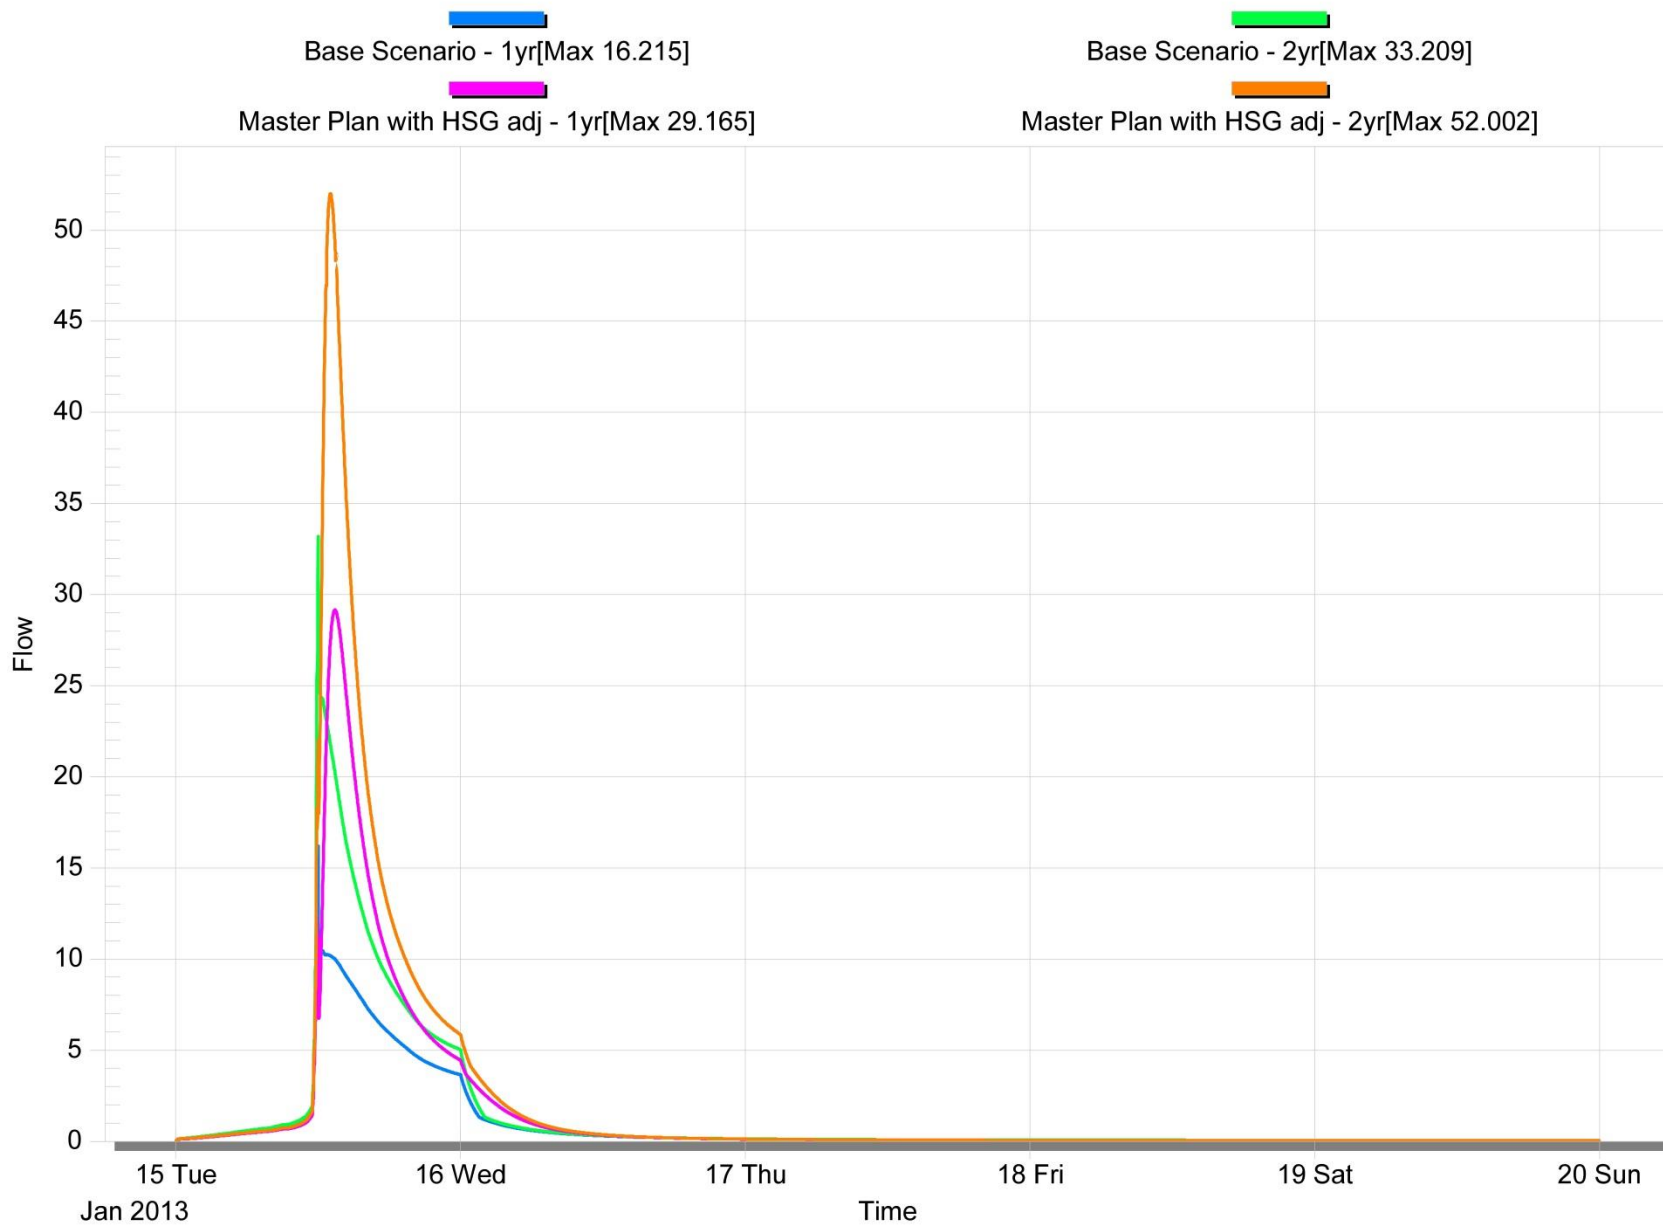 Base Scenario - 1yr[Max 16.215]
Base Scenario - 2yr[Max 33.209]
Master Plan with HSG adj - 1yr[Max 29.165]
Master Plan with HSG adj - 2yr[Max 52.002]
50
45
40
35
30
25
20
15
10
5
0
Flow
15 Tue
16 Wed
17 Thu
18 Fri
19 Sat
20 Sun
Jan 2013
Time